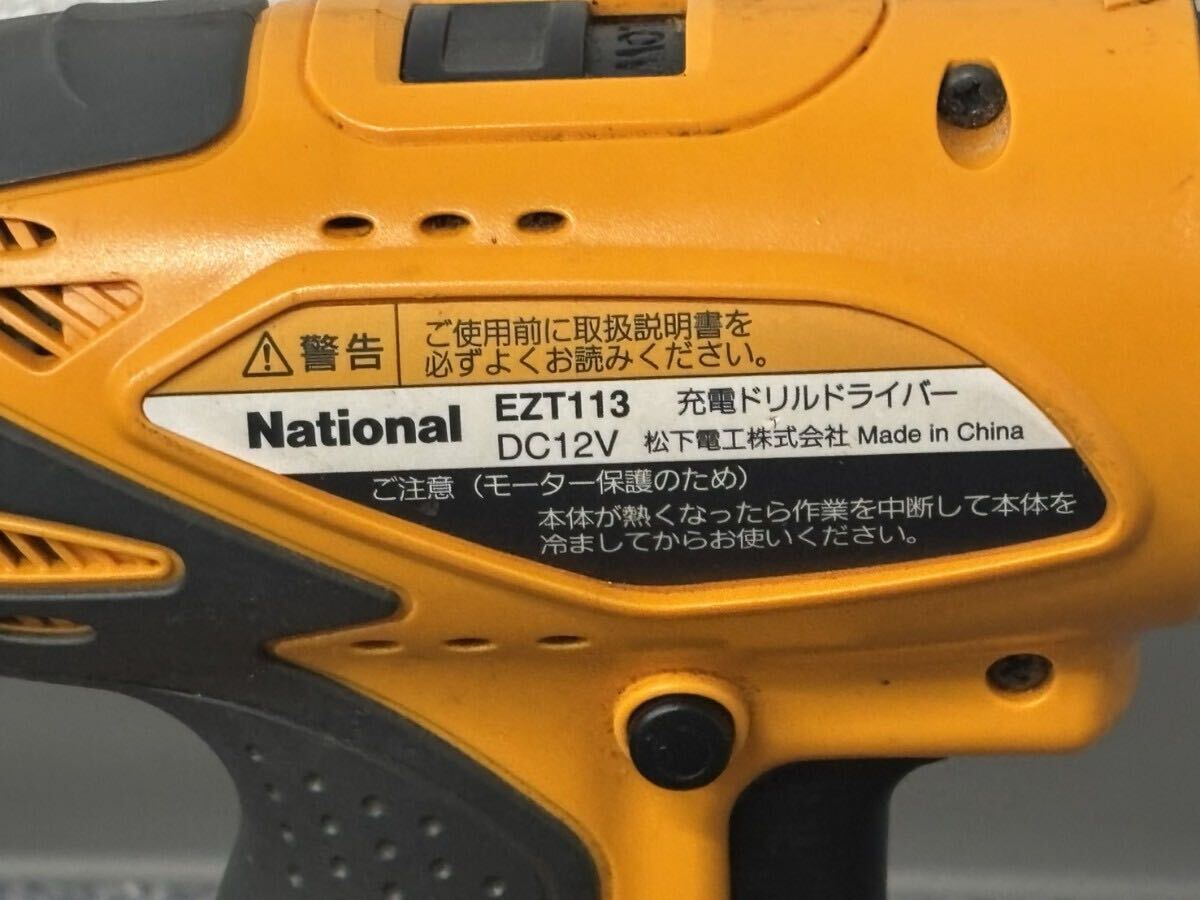 LOW
警告
ご使用前に取扱説明書を
必ずよくお読みください。
National
EZT113 充電ドリルドライバー
DC12V 松下電工株式会社 Made in China
ご注意（モーター保護のため）
本体が熱くなったら作業を中断して本体を
冷ましてからお使いください。